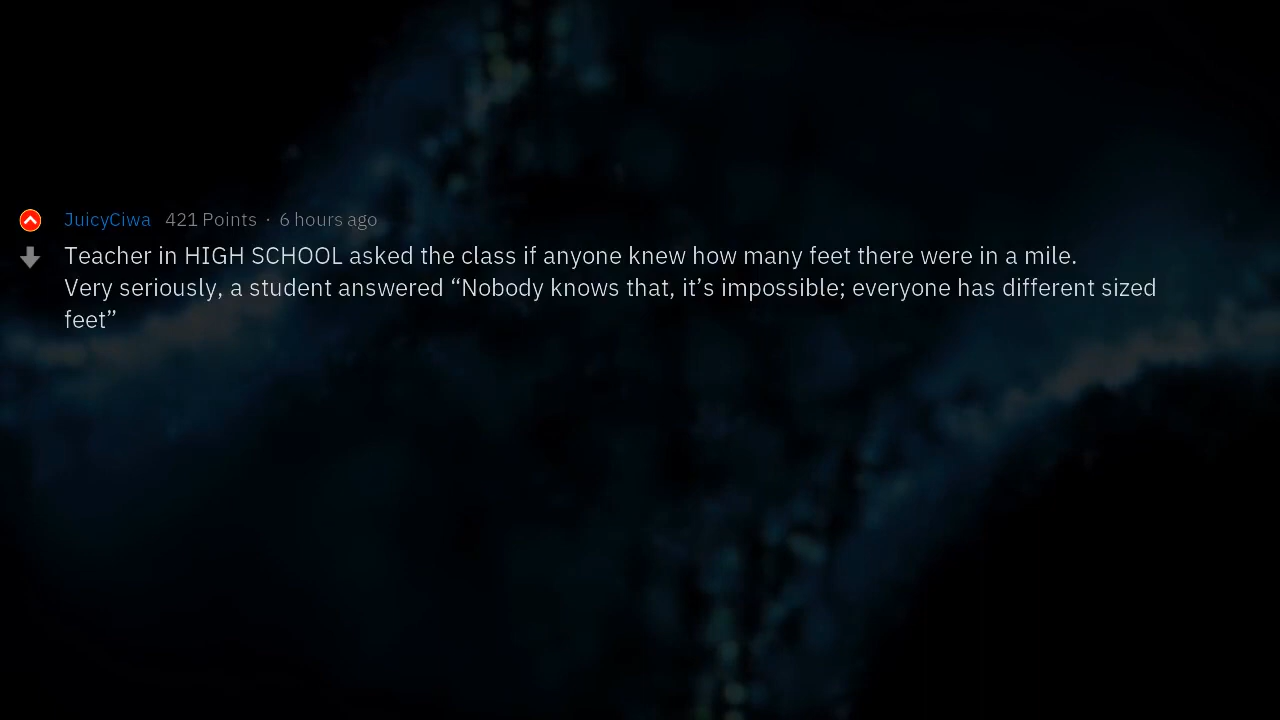 JuicyCiwa 421 Points · 6 hours ago
Teacher in HIGH SCHOOL asked the class if anyone knew how many feet there were in a mile.
Very seriously, a student answered “Nobody knows that, it’s impossible; everyone has different sized
feet”